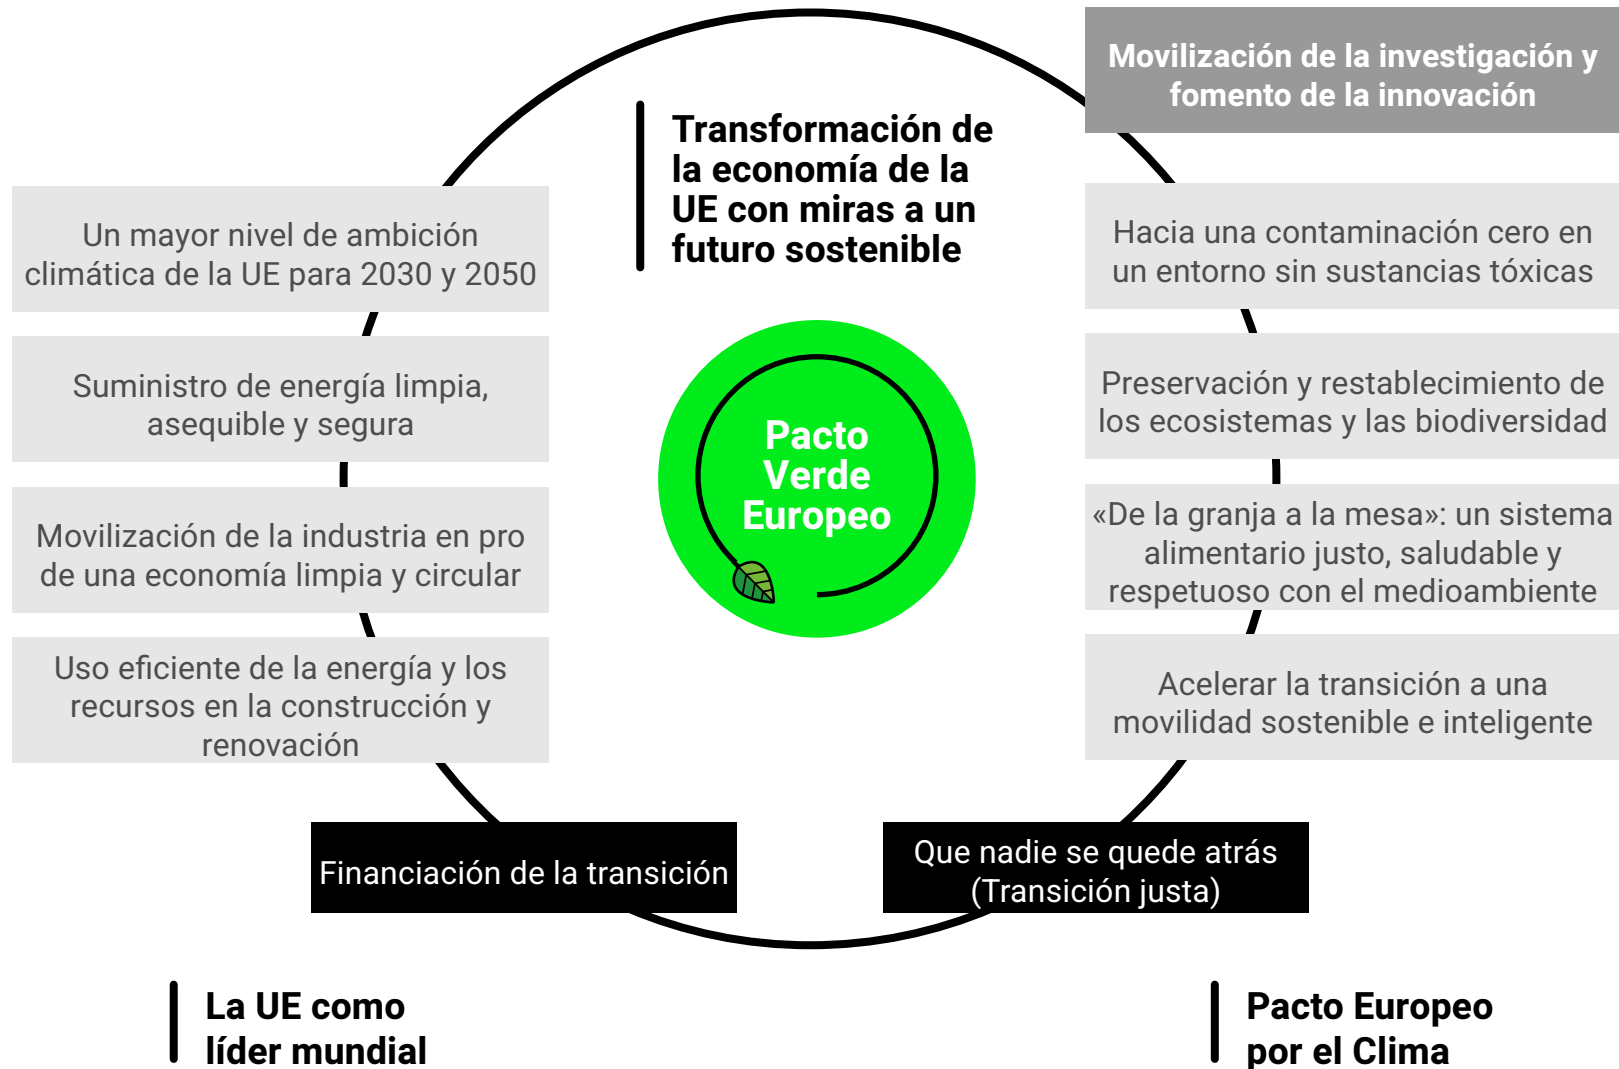 Movilización de la investigación y
fomento de la innovación
Transformación de
la economía de la
UE con miras a un
futuro sostenible
Un mayor nivel de ambición
climática de la UE para 2030 y 2050
Suministro de energía limpia,
asequible y segura
Movilización de la industria en pro
de una economía limpia y circular
Uso eficiente de la energía y los
recursos en la construcción y
renovación
Pacto
Verde
Europeo
Hacia una contaminación cero en
un entorno sin sustancias tóxicas
Preservación y restablecimiento de
los ecosistemas y las biodiversidad
«De la granja a la mesa»: un sistema
alimentario justo, saludable y
respetuoso con el medioambiente
Acelerar la transición a una
movilidad sostenible e inteligente
Financiación de la transición
Que nadie se quede atrás
(Transición justa)
La UE como
líder mundial
Pacto Europeo
por el Clima